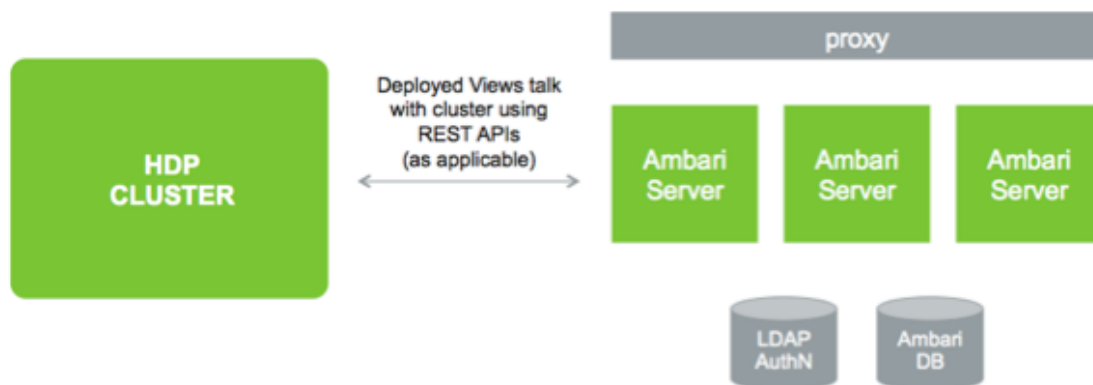 proxy
HDP
CLUSTER
Deployed Views talk
with cluster using
REST APIs
(as applicable)
Ambari
Server
Ambari
Server
Ambari
Server
LDAP
AuthN
Ambari
DB